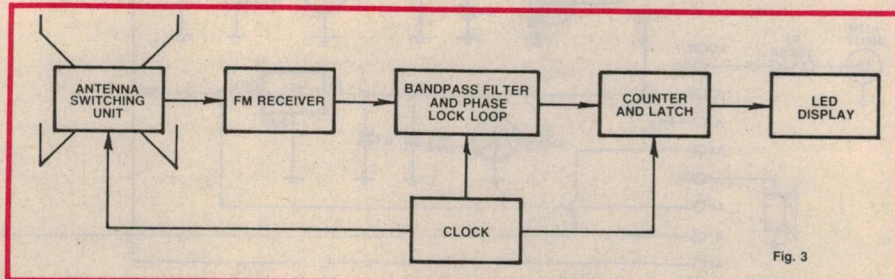 ANTENNA
SWITCHING
UNIT
FM RECEIVER
BANDPASS FILTER
AND PHASE
LOCK LOOP
COUNTER
AND LATCH
LED
DISPLAY
CLOCK
Fig. 3